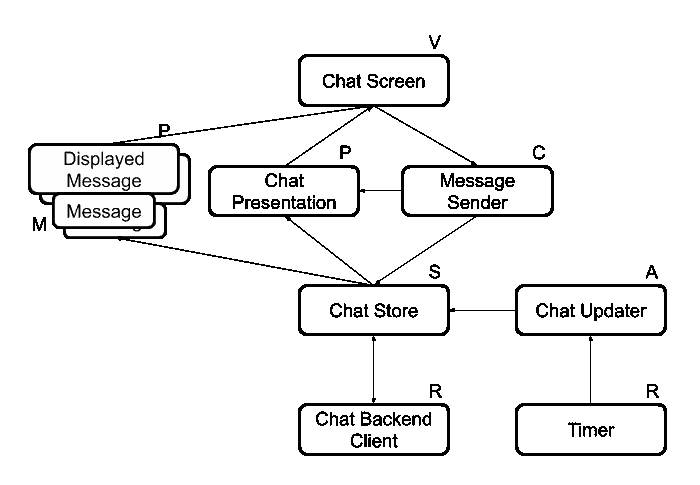 V
Chat Screen
P
Displayed
Message
Message
M
P
Chat
Presentation
C
Message
Sender
S
Chat Store
A
Chat Updater
R
Chat Backend
Client
R
Timer